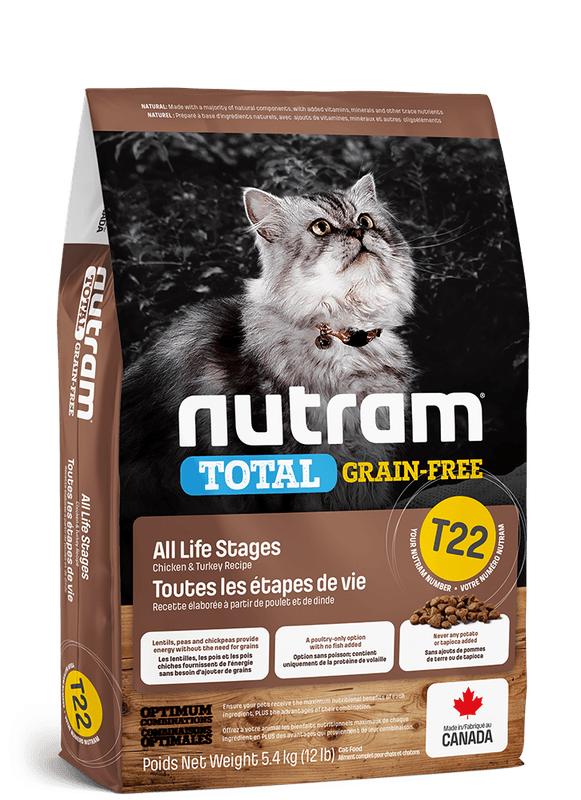 NATURAL: Made with a majority of natural components, with added vitamins, minerals and other trace nutrients
NATUREL: Préparé à base d'ingrédients naturels, avec ajouts de vitamines, minéraux et autres oligoéléments
nutram®
TOTAL GRAIN-FREE
T22
YOUR NUTRAM NUMBER • VOTRE NUMÉRO NUTRAM
All Life Stages
Chicken & Turkey Recipe
Toutes les étapes de vie
Recette élaborée à partir de poulet et de dinde
Lentils, peas and chickpeas provide
energy without the need for grains
Les lentilles, les pois et les pois
chiches fournissent de l'énergie
sans besoin d'ajouter de grains
A poultry-only option
with no fish added
Option sans poisson; contient
uniquement de la protéine de volaille
Never any potato
or tapioca added
Sans ajouts de pommes
de terre ou de tapioca
OPTIMUM
COMBINATIONS
COMBINAISONS
OPTIMALES
Ensure your pets receive the maximum nutritional benefits of each
ingredient, PLUS the advantages of their combination.
Offrez à votre animal les bienfaits nutritionnels maximaux de chaque
ingrédient en PLUS des avantages qui proviennent de leur combinaison.
Made in/Fabriqué au
CANADA
Poids Net Weight 5.4 kg (12 lb)
Cat Food
Aliment complet pour chats et chatons
nutram
TOTAL GRAIN-FREE
All Life Stages
Chicken & Turkey Recipe
Toutes les étapes de vie
T22